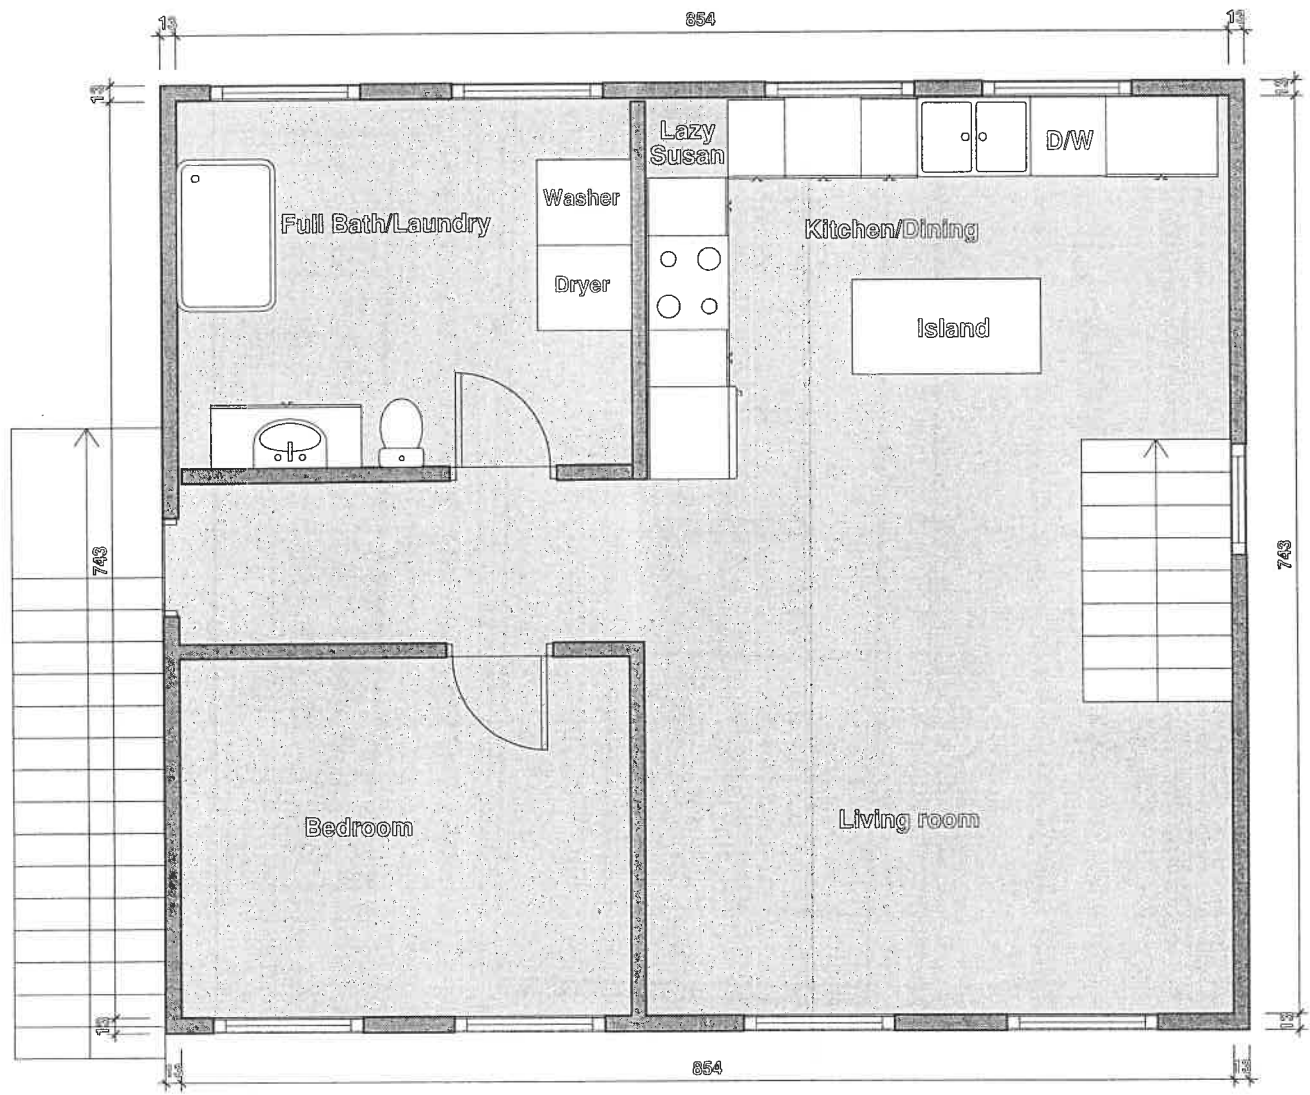 13
854
13
13
13
Lazy
Susan
D/W
Washer
Full Bath/Laundry
Kitchen/Dining
Dryer
Island
743
743
Bedroom
Living room
13
13
13
854
13